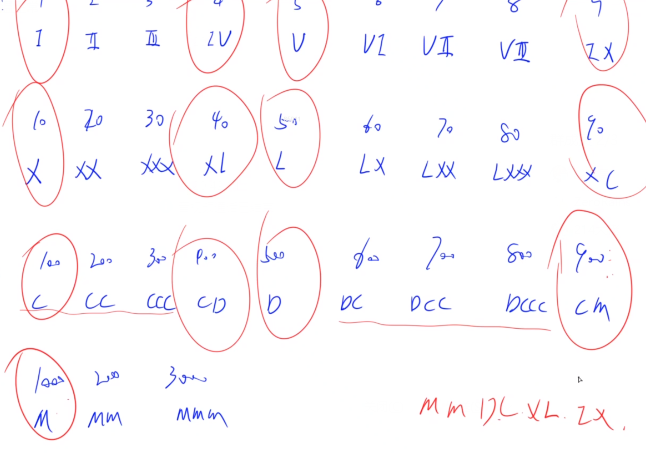 1 2 3 4 5 6 7 8 9
I II III IV V VI VII VIII IX
10 20 30 40 50 60 70 80 90
X XX XXX XL L LX LXX LXXX XC
100 200 300 500 600 700 800 900
C CC CCC CD D DC DCC DCCC CM
1000 200 3000
M MM MMM
MMDCXLIX